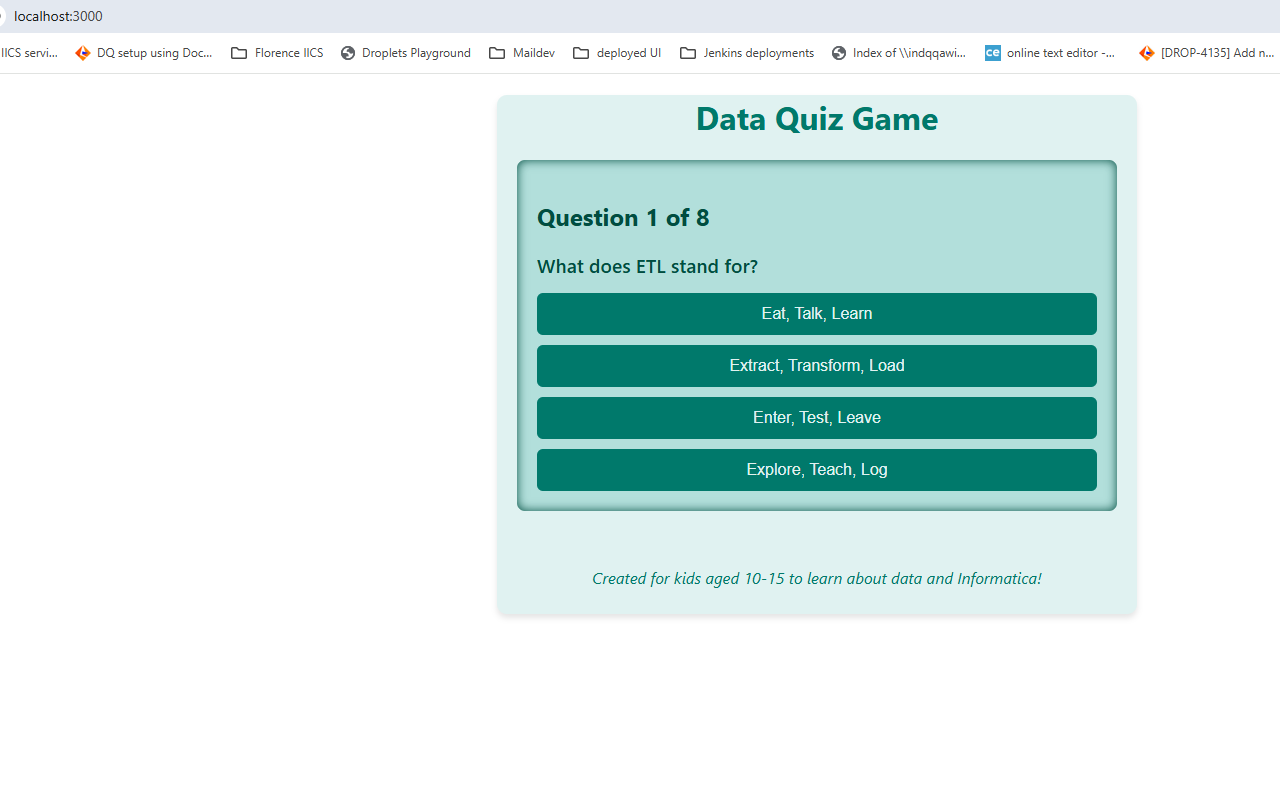 localhost:3000
IICS servi... DQ setup using Doc... Florence IICS Droplets Playground Maildev deployed UI Jenkins deployments Index of \\indqqawi... ce online text editor -... [DROP-4135] Add n...
Data Quiz Game
Question 1 of 8
What does ETL stand for?
Eat, Talk, Learn
Extract, Transform, Load
Enter, Test, Leave
Explore, Teach, Log
Created for kids aged 10-15 to learn about data and Informatica!